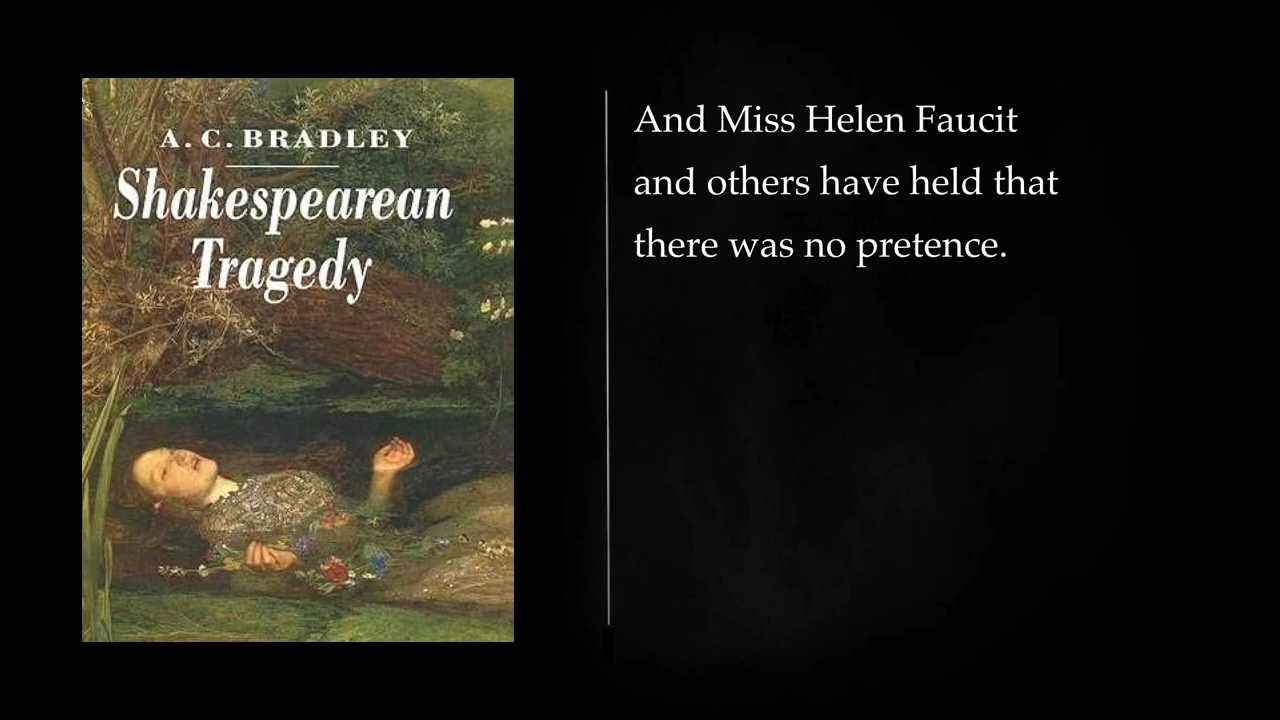 A. C. BRADLEY
Shakespearean
Tragedy
And Miss Helen Faucit
and others have held that
there was no pretence.